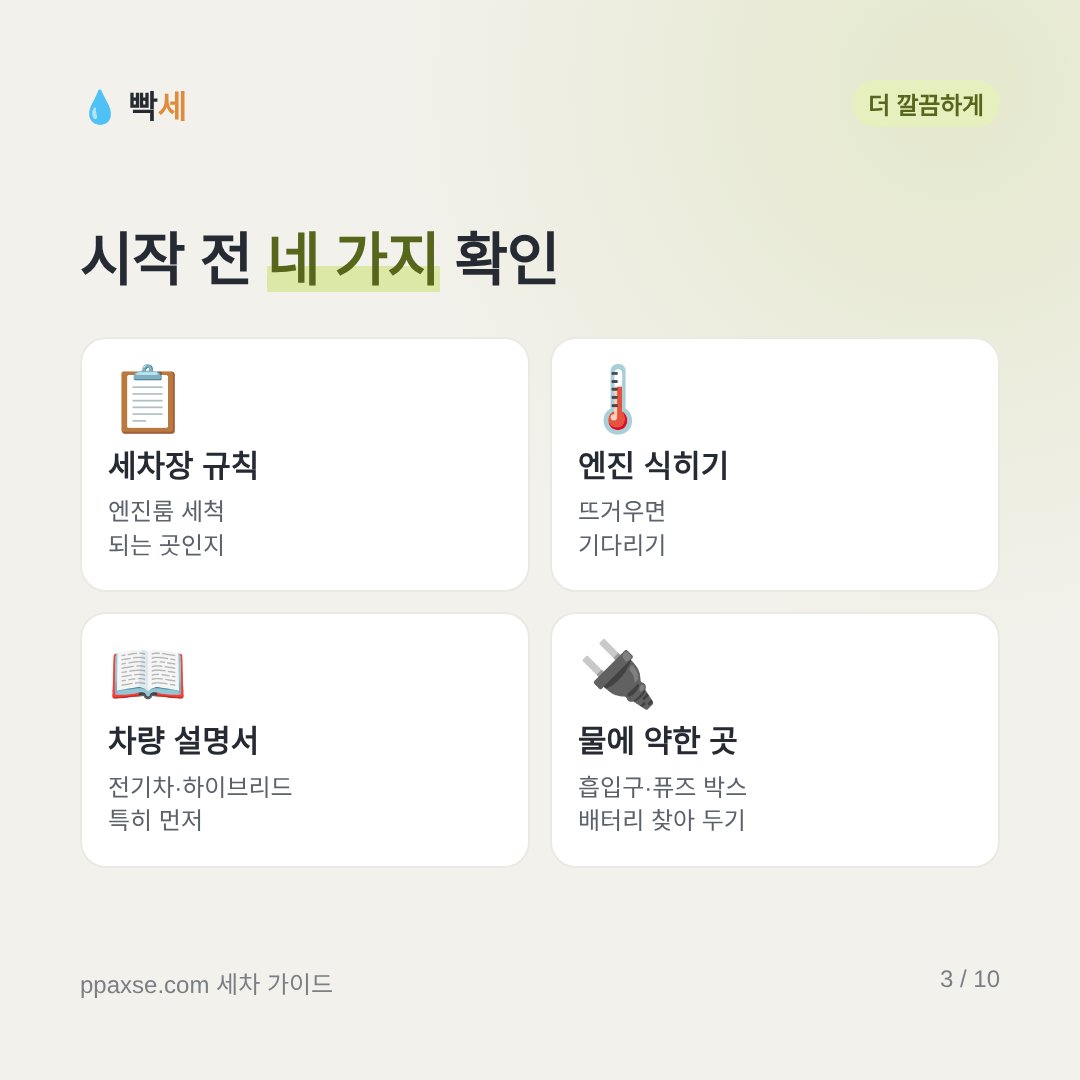 빡세
더 깔끔하게
시작 전 네 가지 확인
세차장 규칙
엔진룸 세척
되는 곳인지
엔진 식히기
뜨거우면
기다리기
차량 설명서
전기차·하이브리드
특히 먼저
물에 약한 곳
흡입구·퓨즈 박스
배터리 찾아 두기
ppaxse.com 세차 가이드
3 / 10